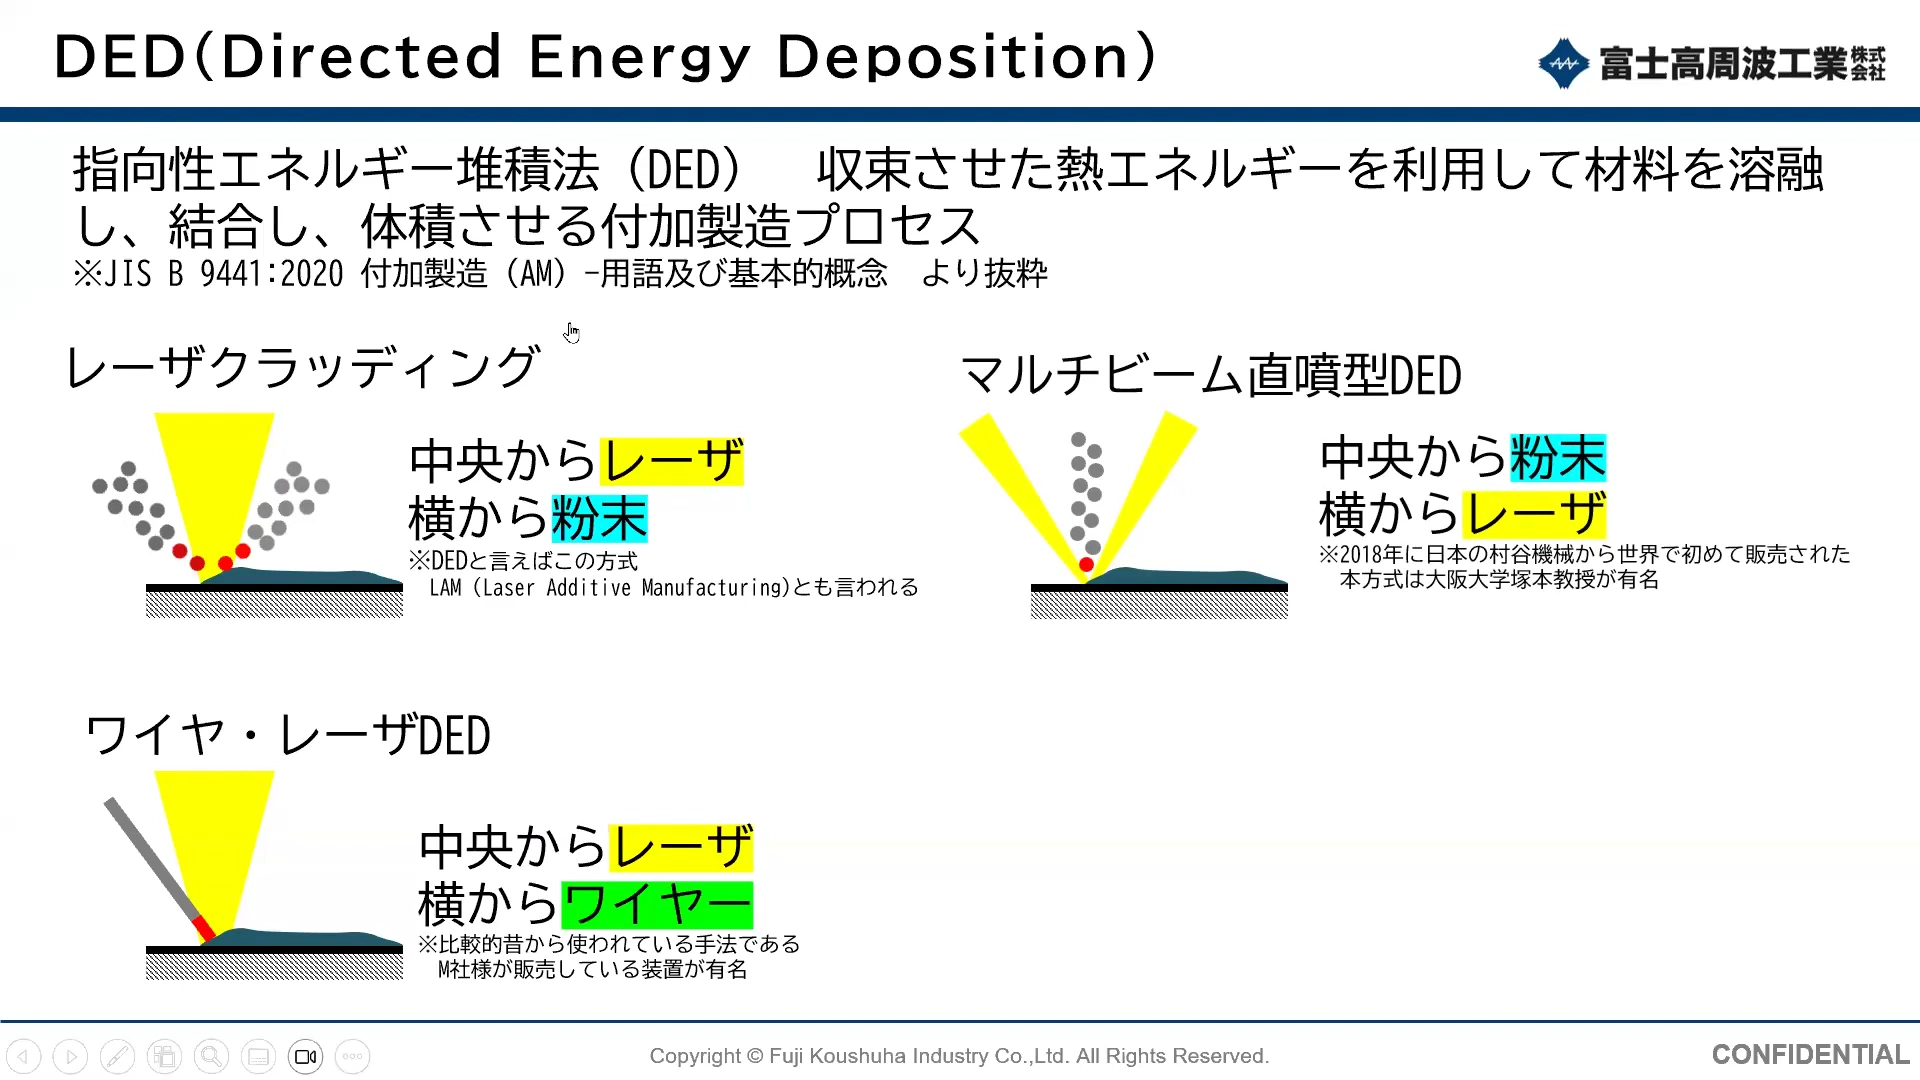 DED(Directed Energy Deposition)
富士高周波工業株式会社
指向性エネルギー堆積法（DED）　収束させた熱エネルギーを利用して材料を溶融
し、結合し、体積させる付加製造プロセス
※JIS B 9441:2020 付加製造（AM）-用語及び基本的概念　より抜粋
レーザクラッディング
中央からレーザ
横から粉末
※DEDと言えばこの方式
LAM (Laser Additive Manufacturing)とも言われる
マルチビーム直噴型DED
中央から粉末
横からレーザ
※2018年に日本の村谷機械から世界で初めて販売された
本方式は大阪大学塚本教授が有名
ワイヤ・レーザDED
中央からレーザ
横からワイヤー
※比較的昔から使われている手法である
M社様が販売している装置が有名
Copyright © Fuji Koushuha Industry Co.,Ltd. All Rights Reserved.
CONFIDENTIAL